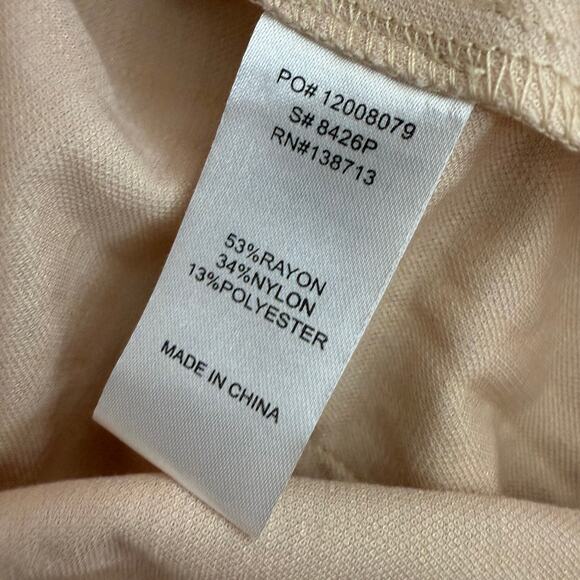 PO# 12008079
S# 8426P
RN#138713
53%RAYON
34%NYLON
13%POLYESTER
MADE IN CHINA